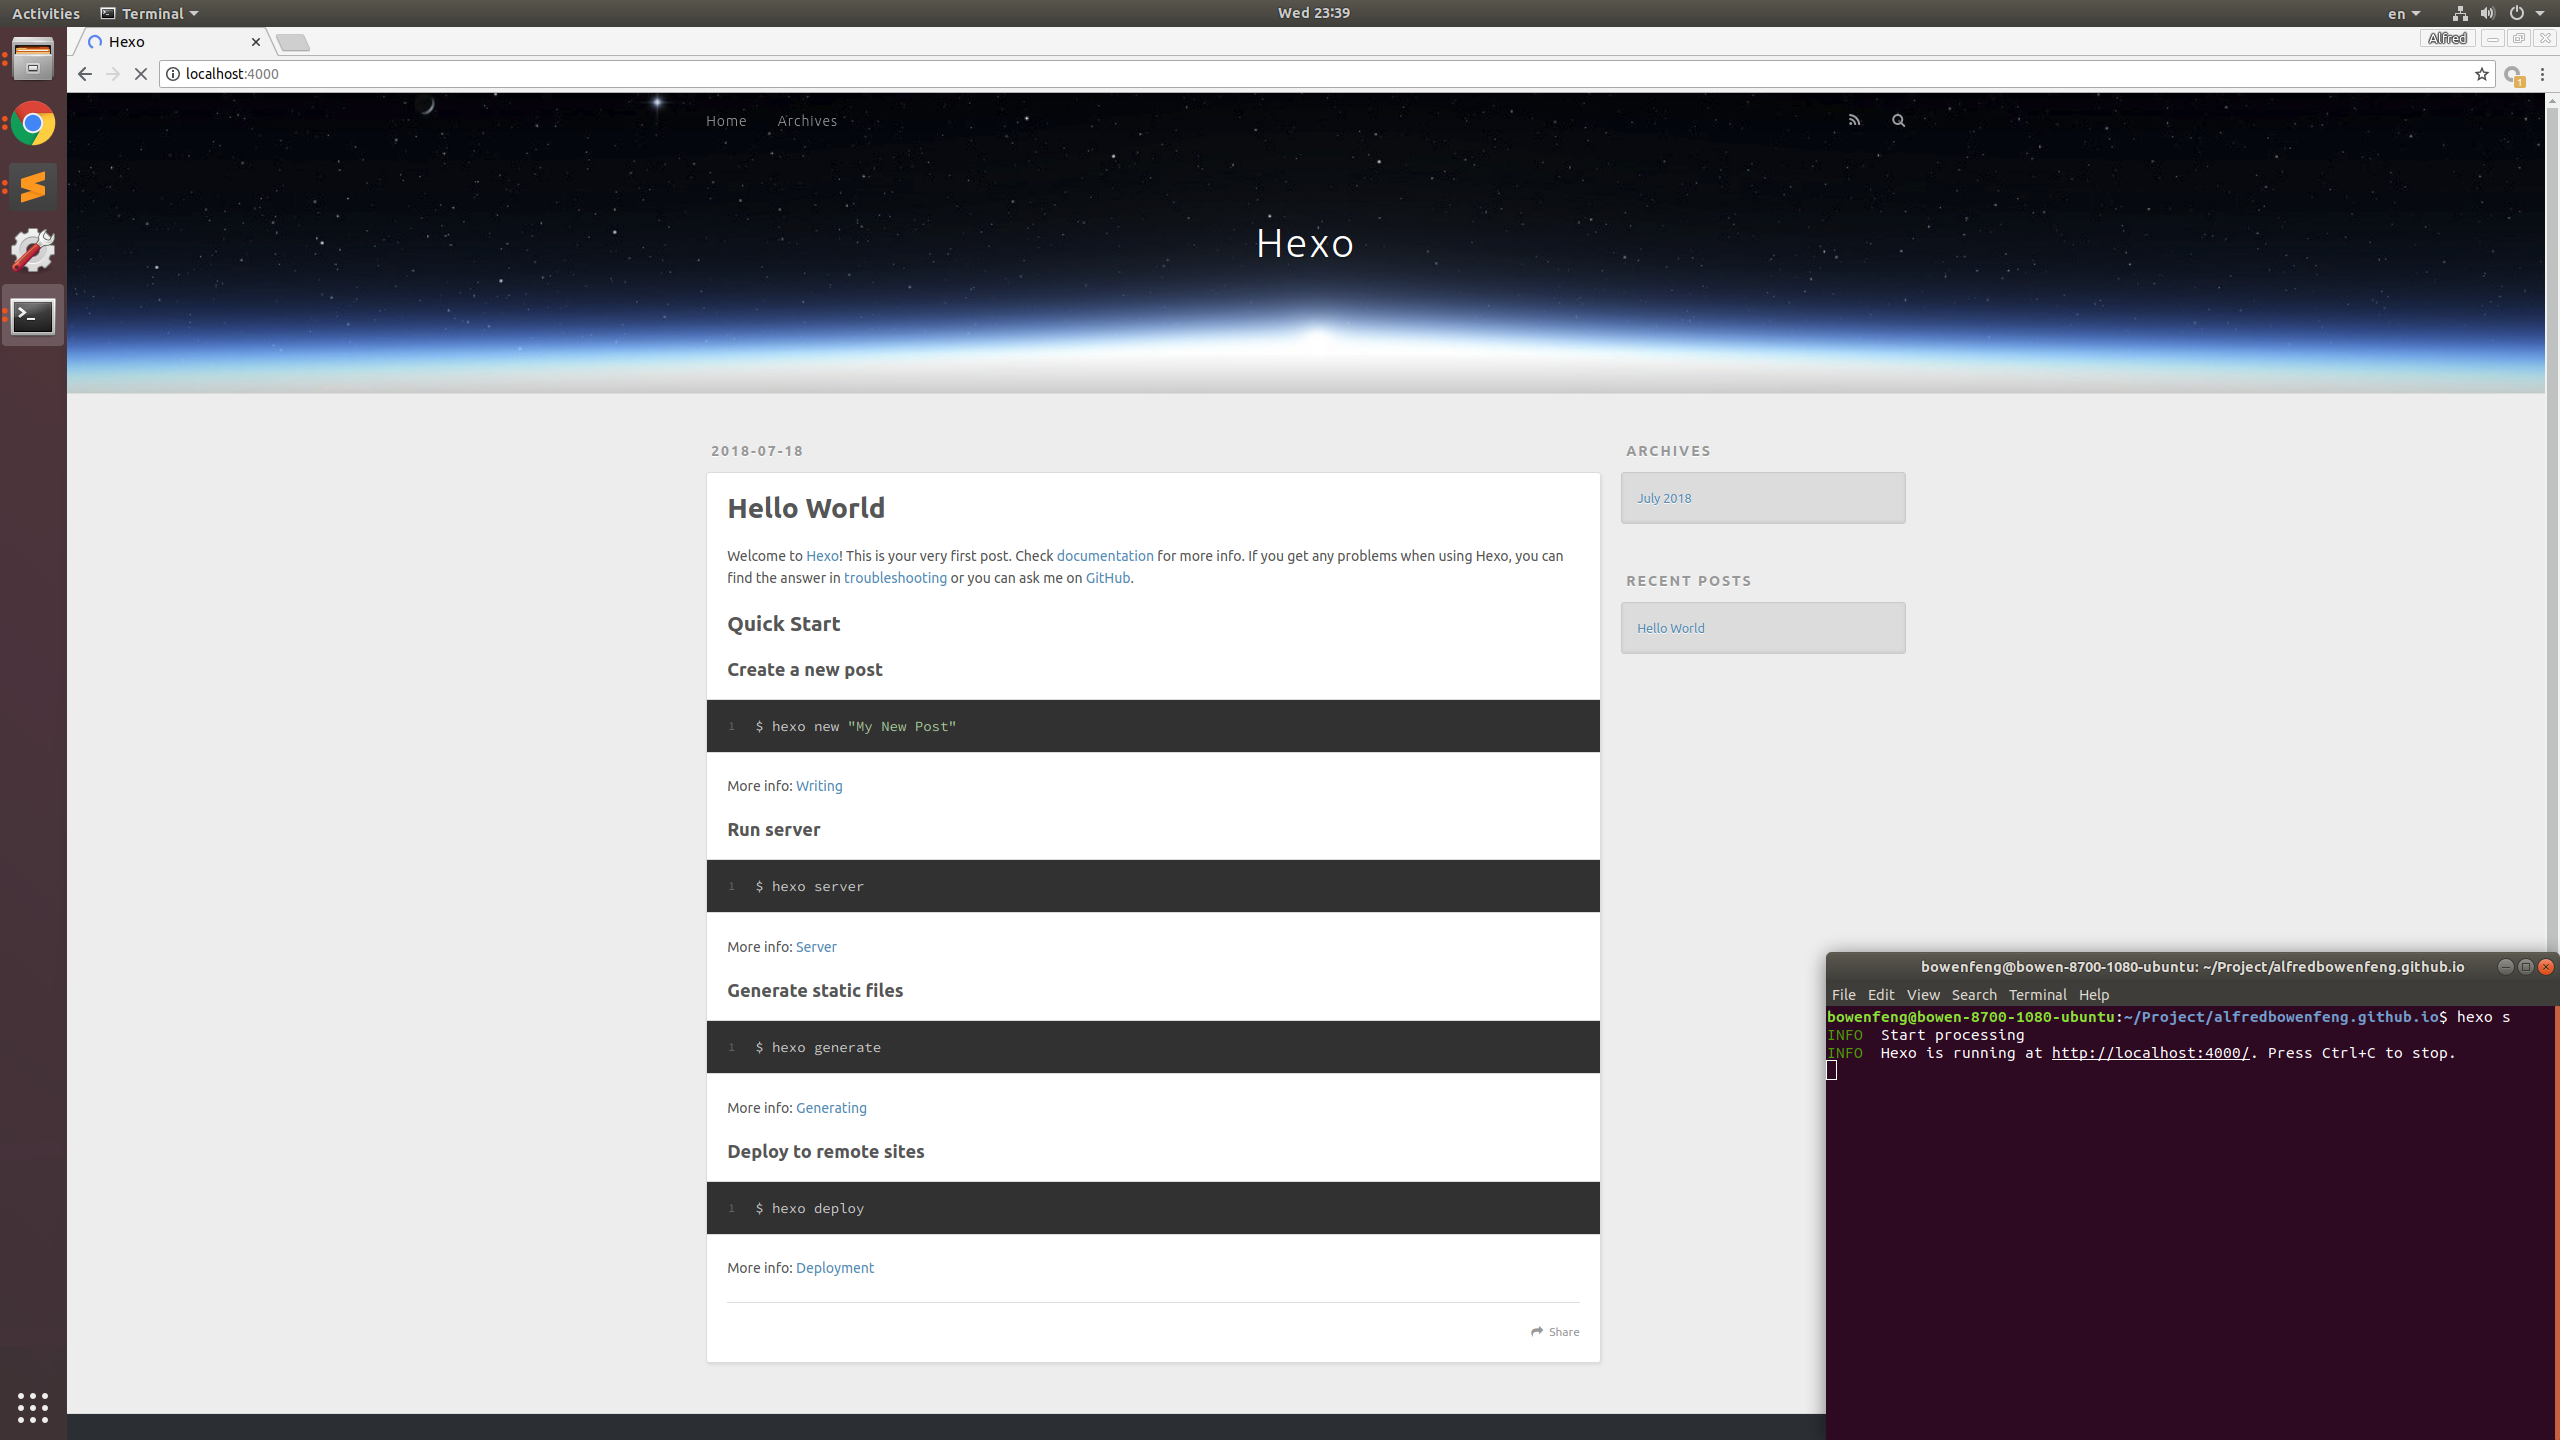 Activities Terminal Wed 23:39 en
Hexo
Alfred
localhost:4000
1
Home Archives
Hexo
2018-07-18
Hello World
Welcome to Hexo! This is your very first post. Check documentation for more info. If you get any problems when using Hexo, you can
find the answer in troubleshooting or you can ask me on GitHub.
Quick Start
Create a new post
1 $ hexo new "My New Post"
More info: Writing
Run server
1 $ hexo server
More info: Server
Generate static files
1 $ hexo generate
More info: Generating
Deploy to remote sites
1 $ hexo deploy
More info: Deployment
Share
ARCHIVES
July 2018
RECENT POSTS
Hello World
bowenfeng@bowen-8700-1080-ubuntu: ~/Project/alfredbowenfeng.github.io
File Edit View Search Terminal Help
bowenfeng@bowen-8700-1080-ubuntu:~/Project/alfredbowenfeng.github.io$ hexo s
INFO  Start processing
INFO  Hexo is running at http://localhost:4000/. Press Ctrl+C to stop.